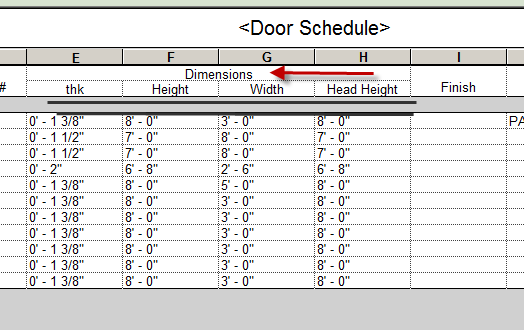 <Door Schedule>
E F G H I
Dimensions
# thk Height Width Head Height Finish
0' - 1 3/8" 8' - 0" 3' - 0" 8' - 0" PA
0' - 1 1/2" 7' - 0" 8' - 0" 7' - 0"
0' - 1 1/2" 7' - 0" 8' - 0" 7' - 0"
0' - 2" 6' - 8" 2' - 6" 6' - 8"
0' - 1 3/8" 8' - 0" 5' - 0" 8' - 0"
0' - 1 3/8" 8' - 0" 3' - 0" 8' - 0"
0' - 1 3/8" 8' - 0" 3' - 0" 8' - 0"
0' - 1 3/8" 8' - 0" 3' - 0" 8' - 0"
0' - 1 3/8" 8' - 0" 3' - 0" 8' - 0"
0' - 1 3/8" 8' - 0" 3' - 0" 8' - 0"
0' - 1 3/8" 8' - 0" 3' - 0" 8' - 0"